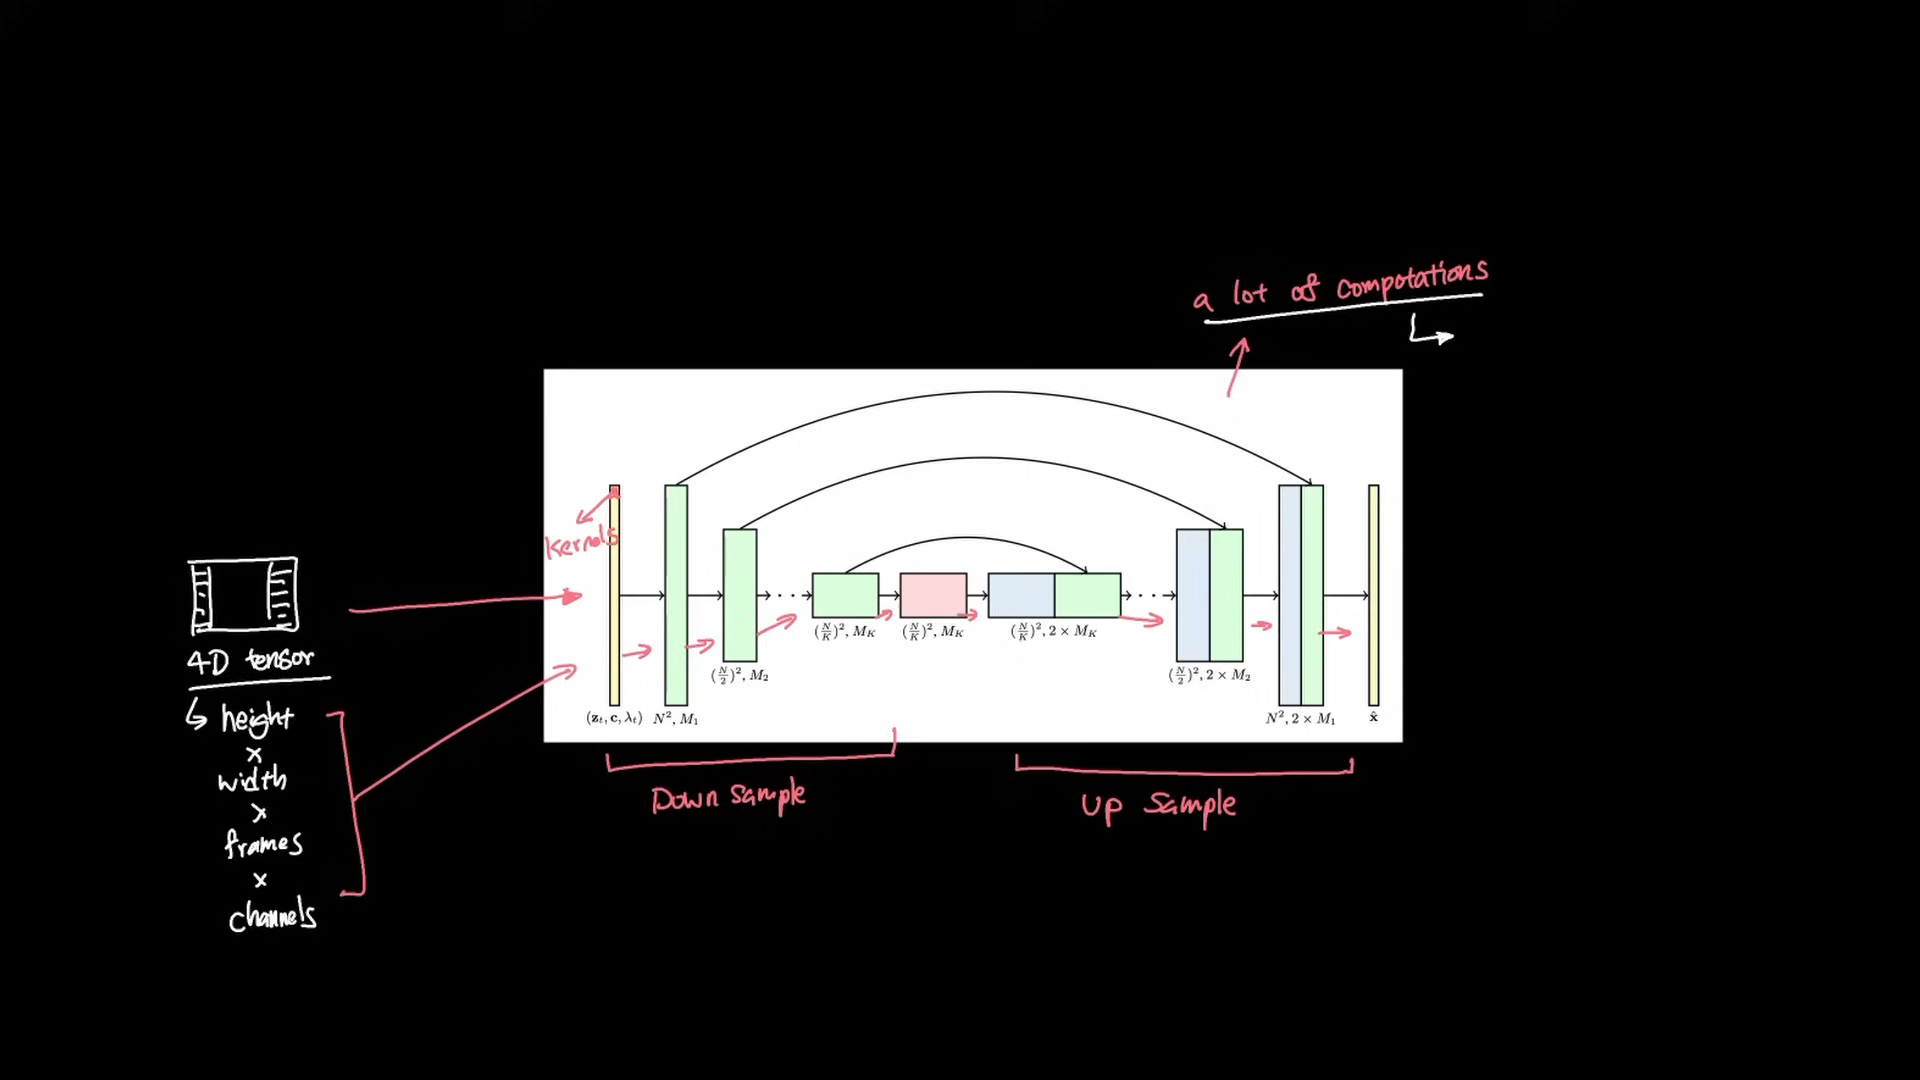 a lot of compotations
kernels
4D tensor
height
x
width
x
frames
x
channels
(z_t, c, λ_t)
N², M₁
(N/2)², M₂
(N/K)², M_K
(N/K)², M_K
(N/K)², 2 × M_K
(N/2)², 2 × M₂
N², 2 × M₁
x̂
Down sample
Up sample